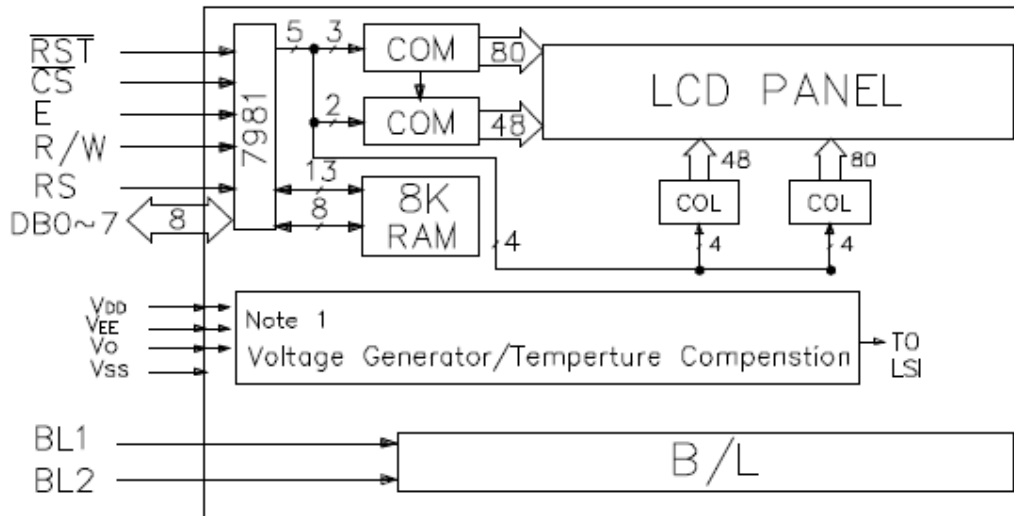 RST
CS
E
R/W
RS
DB0~7
8
7981
5
3
COM
80
LCD PANEL
2
COM
48
13
8
8K
RAM
4
48
80
COL
COL
4
4
VDD
VEE
Vo
VSS
Note 1
Voltage Generator/Temperture Compenstion
TO
LSI
BL1
BL2
B/L